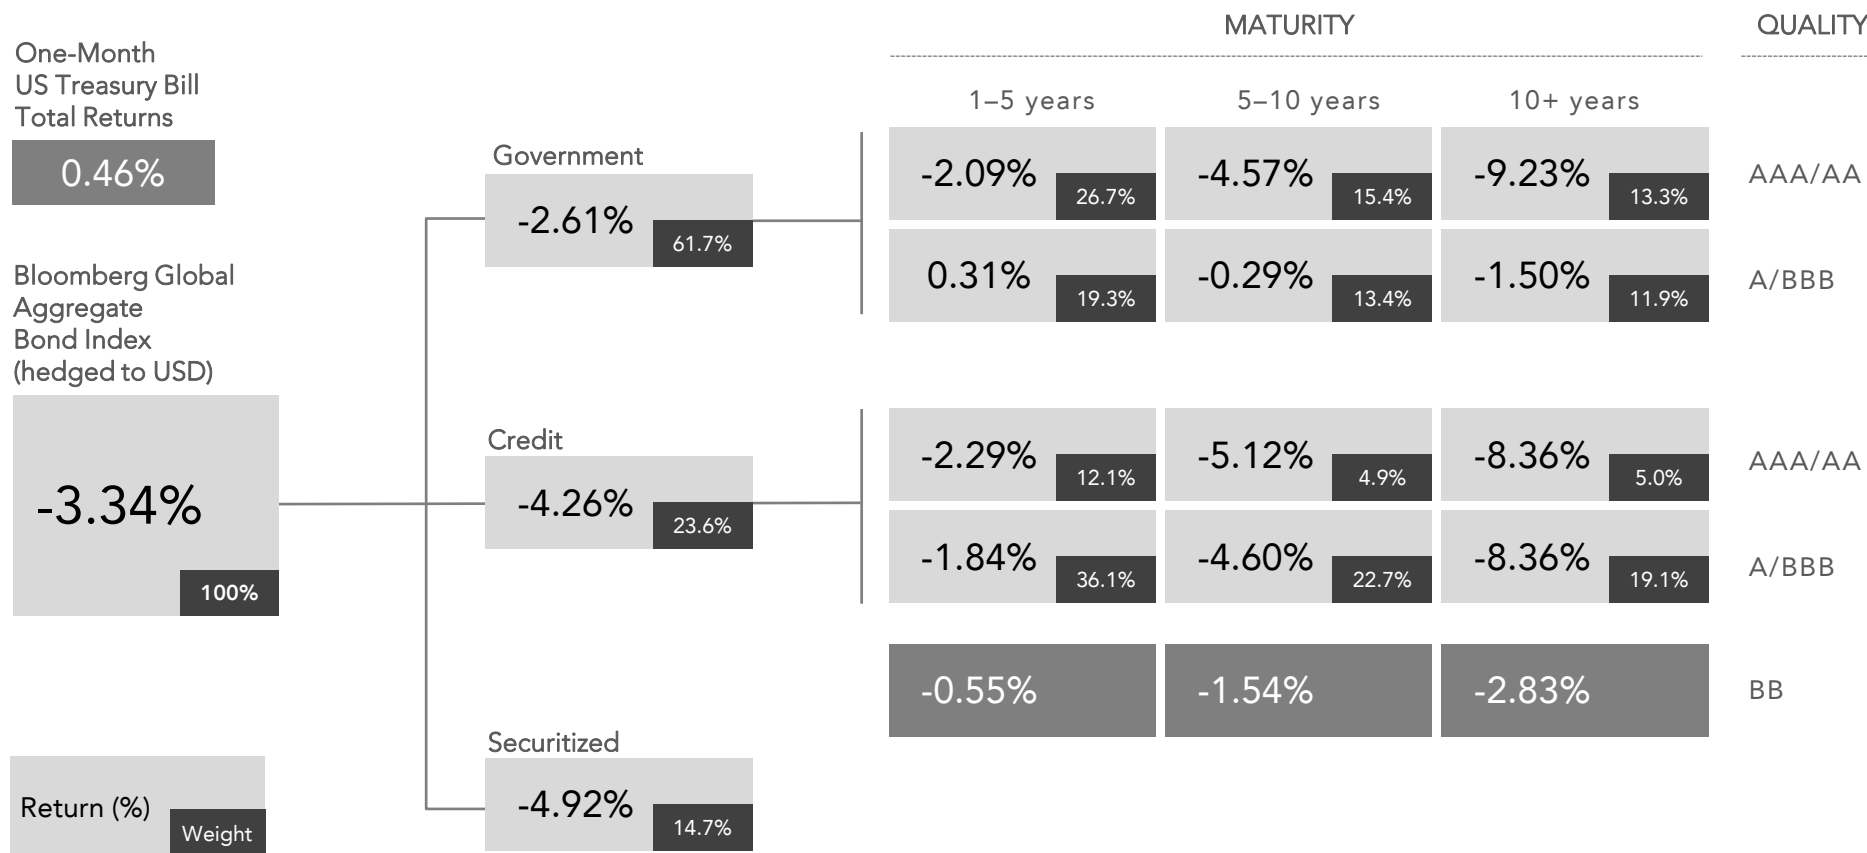 One-Month
US Treasury Bill
Total Returns
0.46%
Bloomberg Global
Aggregate
Bond Index
(hedged to USD)
-3.34%
100%
Return (%)
Weight
Government
-2.61%
61.7%
Credit
-4.26%
23.6%
Securitized
-4.92%
14.7%
MATURITY
QUALITY
1–5 years
5–10 years
10+ years
-2.09%
26.7%
-4.57%
15.4%
-9.23%
13.3%
AAA/AA
0.31%
19.3%
-0.29%
13.4%
-1.50%
11.9%
A/BBB
-2.29%
12.1%
-5.12%
4.9%
-8.36%
5.0%
AAA/AA
-1.84%
36.1%
-4.60%
22.7%
-8.36%
19.1%
A/BBB
-0.55%
-1.54%
-2.83%
BB